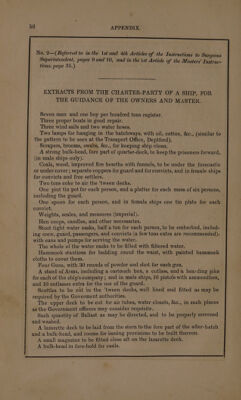 56 APPENDIX.
No. 9—(Referred to in the 1st and 4th Articles of the Instructions to Surgeons
Superintendent, pages 9 and 10, and in the 1st Article of the Masters' Instruc-
tions, page 31.)
EXTRACTS FROM THE CHARTER-PARTY OF A SHIP, FOR
THE GUIDANCE OF THE OWNERS AND MASTER.
Seven men and one boy per hundred tons register.
Three proper boats in good repair.
Three wind sails and two water hoses.
Two lamps for hanging in the hatchways, with oil, cotton, &c., (similar to
the pattern to be seen at the Transport Office, Deptford).
Scrapers, brooms, swabs, &c., for keeping ship clean.
A strong bulk-head, fore part of quarter-deck, to keep the prisoners forward,
(in male ships only).
Coals, wood, improved fire hearths with funnels, to be under the forecastle
or under cover; separate coppers for guard and for convicts, and in female ships
for convicts and free settlers.
Two tons coke to air the 'tween decks.
One pint tin pot for each person, and a platter for each mess of six persons,
including the guard.
One spoon for each person, and in female ships one tin plate for each
convict.
Weights, scales, and measures (imperial).
Hen coops, candles, and other necessaries.
Stout tight water casks, half a tun for each person, to be embarked, includ-
ing crew, guard, passengers, and convicts (a few tuns extra are recommended);
with cans and pumps for serving the water.
The whole of the water made to be filled with filtered water.
Hammock stantions for bedding round the waist, with painted hammock
cloths to cover them.
Four Guns, with 30 rounds of powder and shot for each gun.
A stand of Arms, including a cartouch box, a cutlass, and a boarding pike
for each of the ship's company; and in male ships, 10 pistols with ammunition,
and 10 cutlasses extra for the use of the guard.
Scuttles to be cut in the 'tween decks, well lined and fitted as may be
required by the Government authorities.
The upper deck to be cut for air tubes, water closets, &c., in such places
as the Government officers may consider requisite.
Such quantity of Ballast as may be directed, and to be properly screened
and washed.
A lazarette deck to be laid from the stern to the fore part of the after-hatch
and a bulk-head, and rooms for issuing provisions to be built thereon.
A small magazine to be fitted close aft on the lazarette deck.
A bulk-head in fore-hold for coals.